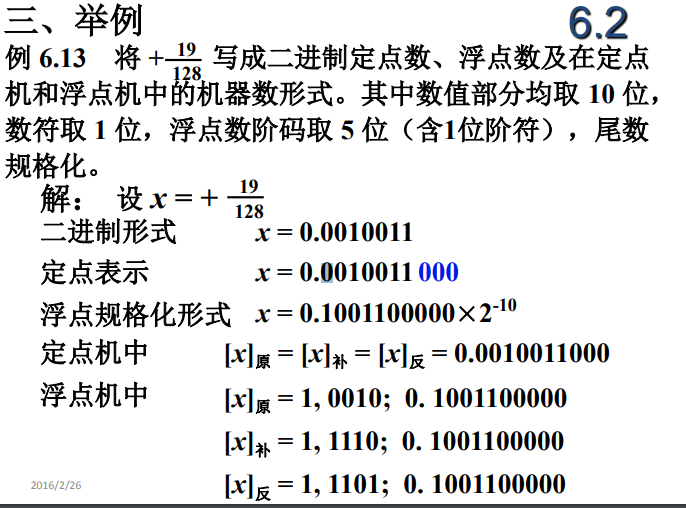 三、举例
6.2
例 6.13 将 +19/128 写成二进制定点数、浮点数及在定点
机和浮点机中的机器数形式。其中数值部分均取 10 位，
数符取 1 位，浮点数阶码取 5 位（含1位阶符），尾数
规格化。
解： 设 x = + 19/128
二进制形式 x = 0.0010011
定点表示 x = 0.0010011 000
浮点规格化形式 x = 0.1001100000×2⁻¹⁰
定点机中 [x]原 = [x]补 = [x]反 = 0.0010011000
浮点机中 [x]原 = 1, 0010; 0. 1001100000
[x]补 = 1, 1110; 0. 1001100000
[x]反 = 1, 1101; 0. 1001100000
2016/2/26